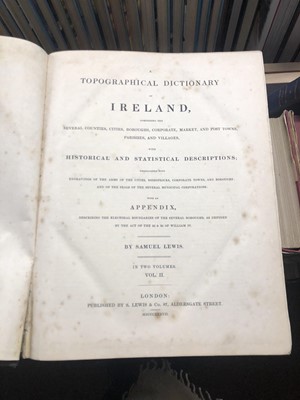 A
TOPOGRAPHICAL DICTIONARY
OF
IRELAND,
COMPRISING THE
SEVERAL COUNTIES, CITIES, BOROUGHS, CORPORATE, MARKET, AND POST TOWNS,
PARISHES, AND VILLAGES,
WITH
HISTORICAL AND STATISTICAL DESCRIPTIONS;
ENGRAVINGS OF THE ARMS OF THE CITIES, BISHOPRICS, CORPORATE TOWNS, AND BOROUGHS;
AND OF THE SEALS OF THE SEVERAL MUNICIPAL CORPORATIONS:
WITH AN
APPENDIX,
DESCRIBING THE ELECTORAL BOUNDARIES OF THE SEVERAL BOROUGHS, AS DEFINED
BY THE ACT OF THE 2d & 3d OF WILLIAM IV.
BY SAMUEL LEWIS.
IN TWO VOLUMES.
VOL. II.
LONDON:
PUBLISHED BY S. LEWIS & Co. 87, ALDERSGATE STREET.